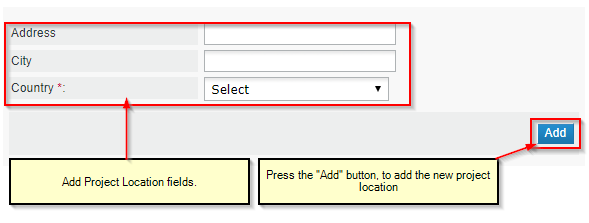 Address
City
Country *:
Select
Add
Add Project Location fields.
Press the "Add" button, to add the new project
location